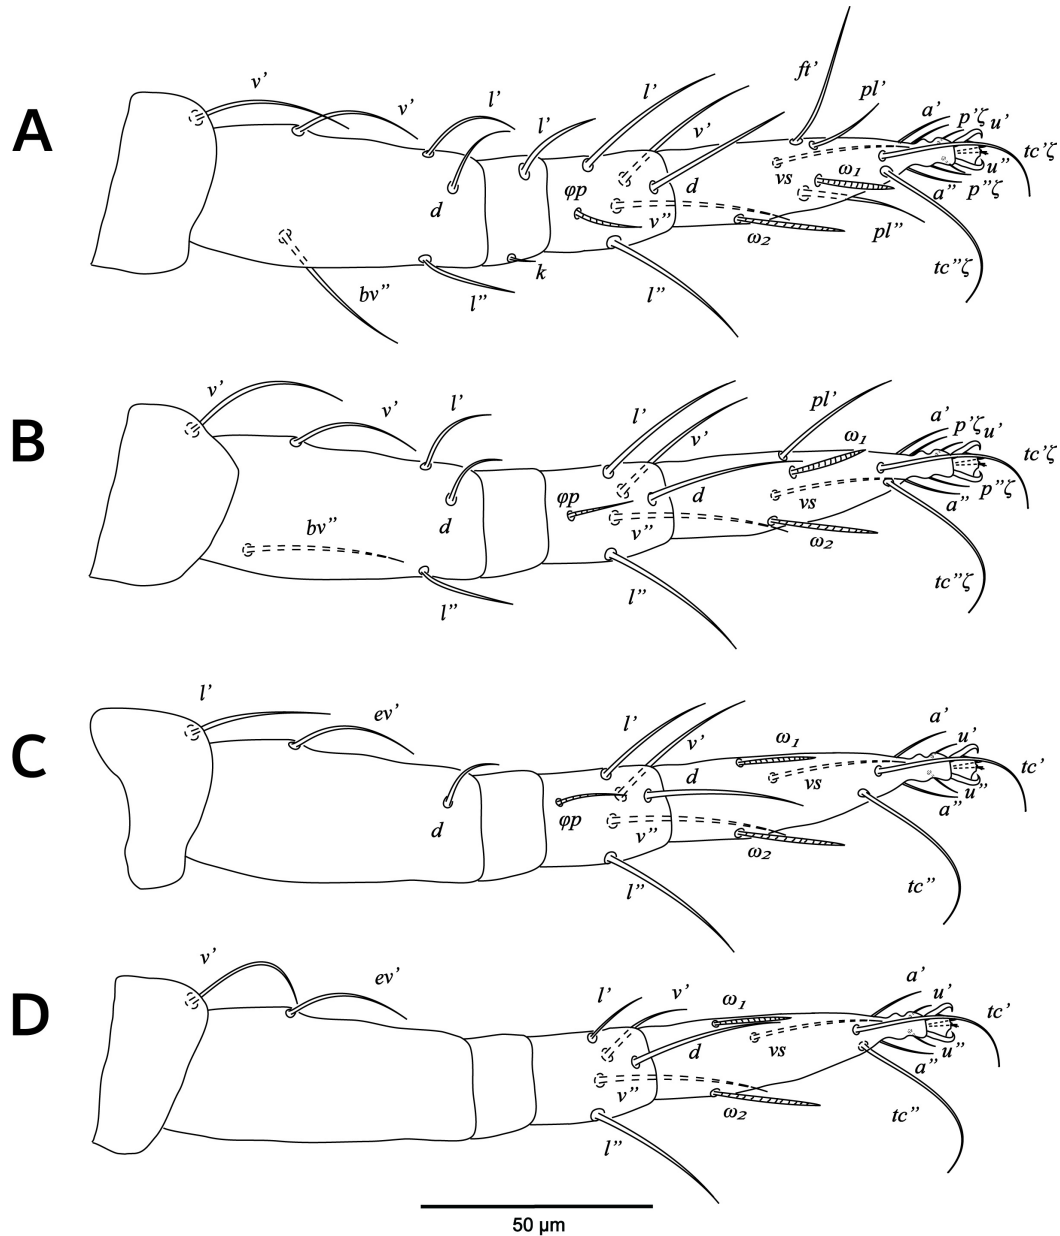 A
v’
v’
l’
l’
l’
ft’
pl’
a’
p’ζ
u’
tc’ζ
d
φp
v’
d
vs
ω1
u”
a”
p”ζ
v”
ω2
pl”
bv”
l”
k
l”
tc”ζ
B
v’
v’
l’
l’
v’
pl’
ω1
a’
p’ζ
u’
tc’ζ
d
φp
d
vs
a”
p”ζ
bv”
v”
ω2
l”
l”
tc”ζ
C
l’
ev’
l’
v’
ω1
a’
u’
tc’
d
φp
d
vs
a”
u”
v”
ω2
l”
tc”
D
v’
ev’
l’
v’
ω1
a’
u’
tc’
d
vs
a”
u”
v”
ω2
l”
tc”
50 μm